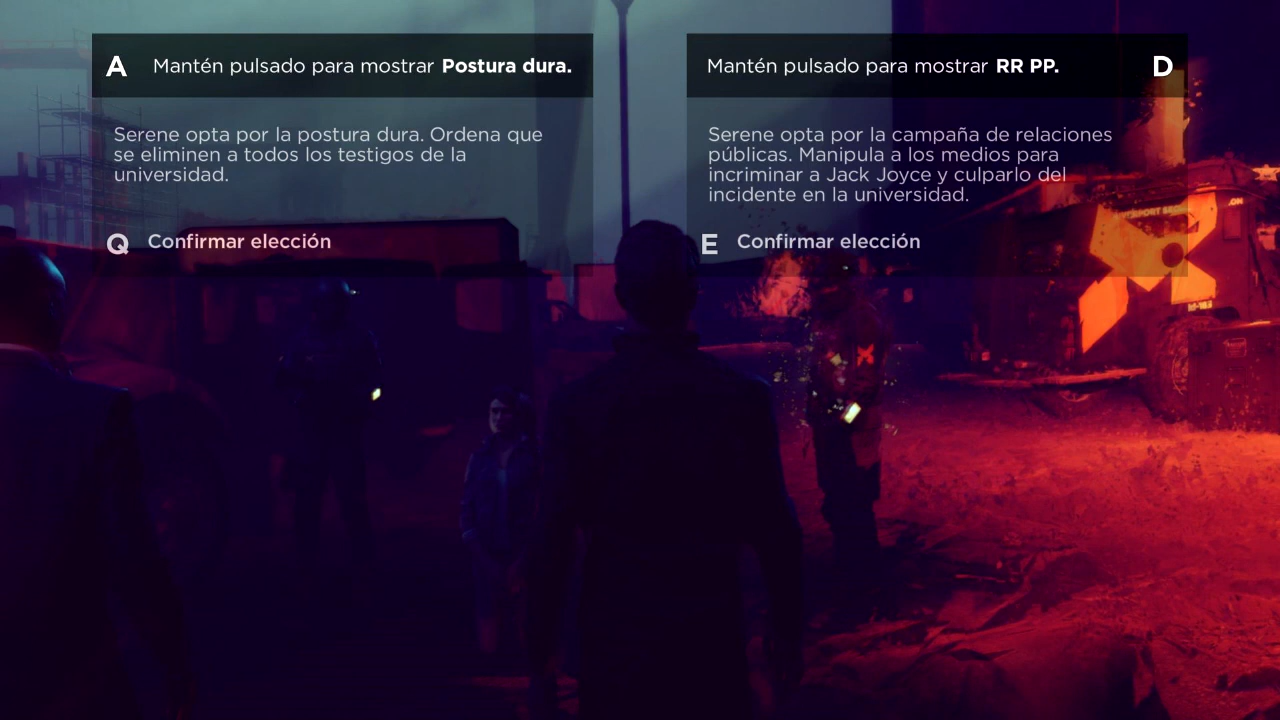 A Mantén pulsado para mostrar Postura dura.
Serene opta por la postura dura. Ordena que
se eliminen a todos los testigos de la
universidad.
Q Confirmar elección
Mantén pulsado para mostrar RR PP. D
Serene opta por la campaña de relaciones
públicas. Manipula a los medios para
incriminar a Jack Joyce y culparlo del
incidente en la universidad.
E Confirmar elección